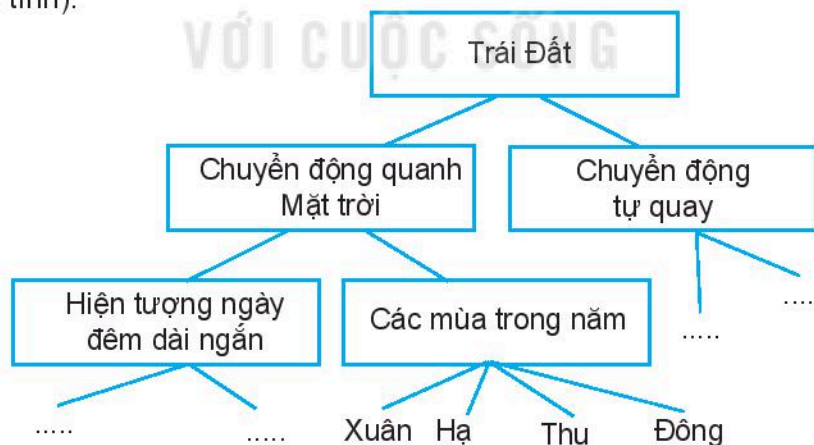 tính).
VỚI CUỘC SỐNG
Trái Đất
Chuyển động quanh
Mặt trời
Chuyển động
tự quay
Hiện tượng ngày
đêm dài ngắn
Các mùa trong năm
.....
.....
.....
.....
Xuân Hạ Thu Đông